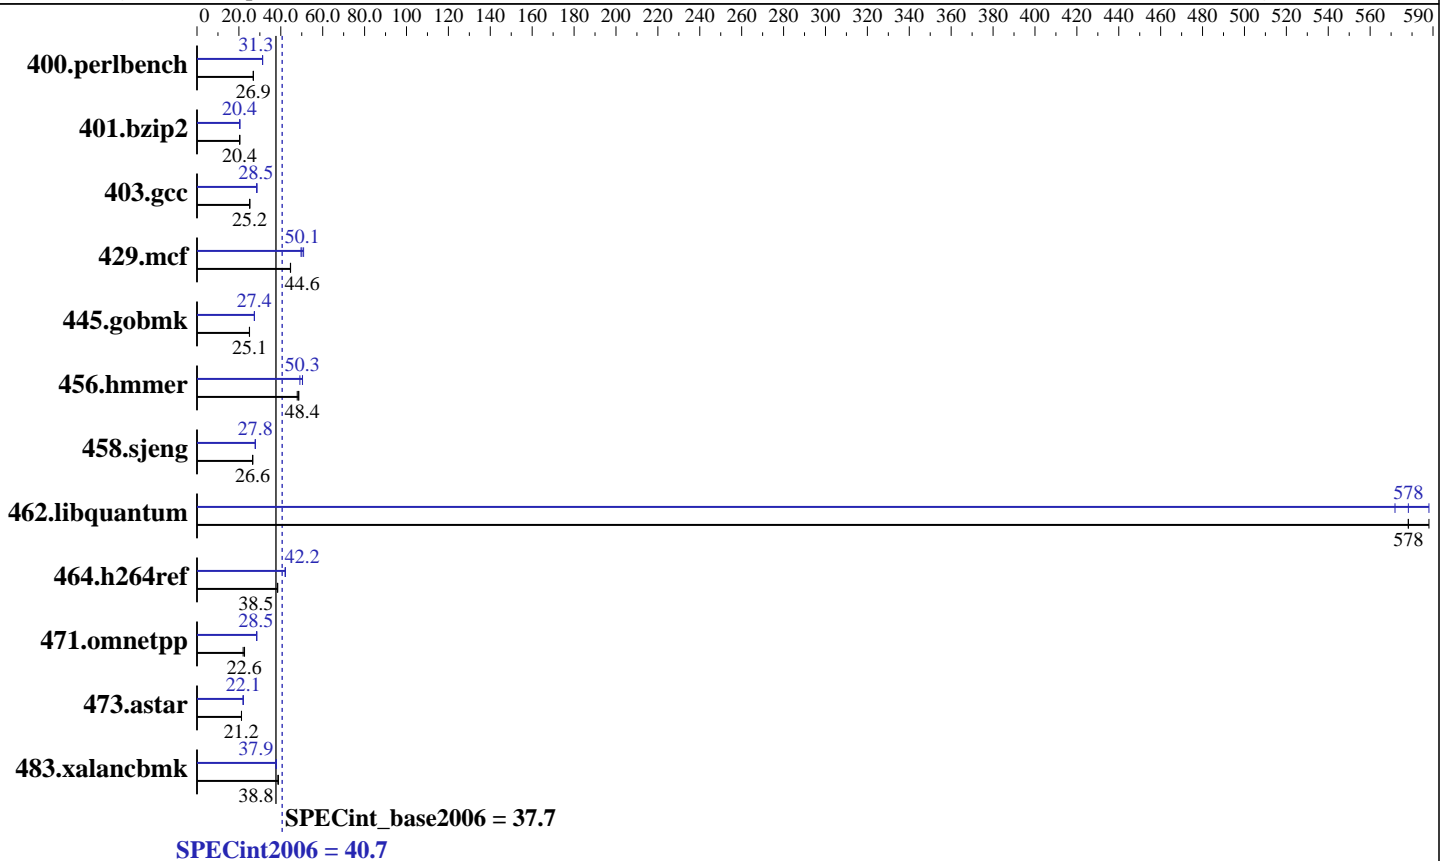 0 20.0 40.0 60.0 80.0 100 120 140 160 180 200 220 240 260 280 300 320 340 360 380 400 420 440 460 480 500 520 540 560 590
31.3
400.perlbench
26.9
20.4
401.bzip2
20.4
28.5
403.gcc
25.2
50.1
429.mcf
44.6
27.4
445.gobmk
25.1
50.3
456.hmmer
48.4
27.8
458.sjeng
26.6
578
462.libquantum
578
42.2
464.h264ref
38.5
28.5
471.omnetpp
22.6
22.1
473.astar
21.2
37.9
483.xalancbmk
38.8
SPECint_base2006 = 37.7
SPECint2006 = 40.7